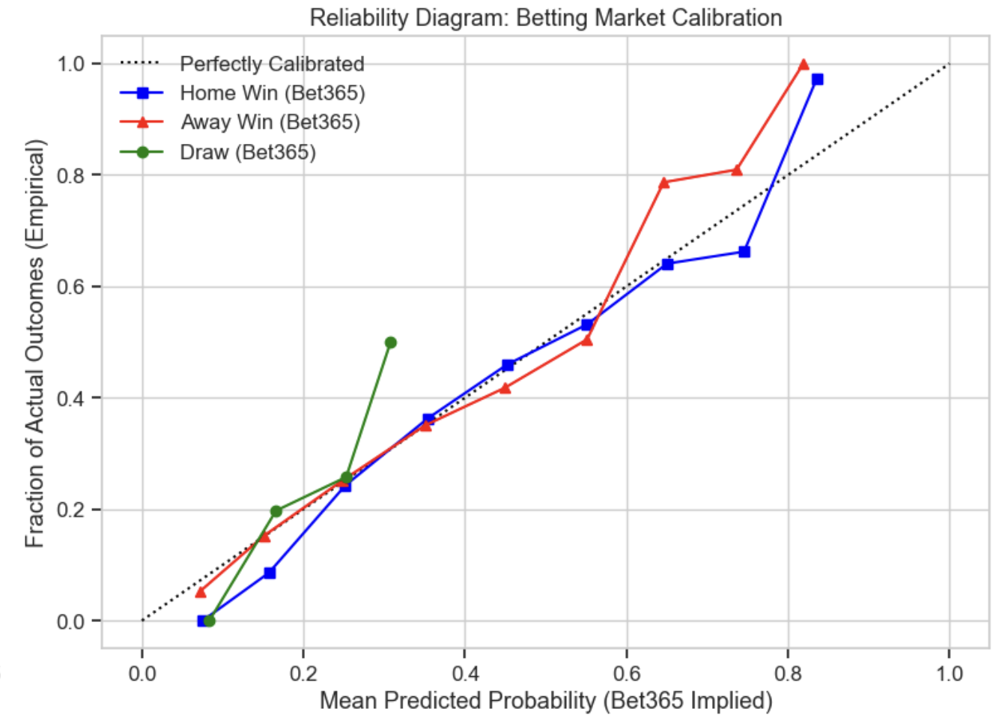 Reliability Diagram: Betting Market Calibration
Perfectly Calibrated
Home Win (Bet365)
Away Win (Bet365)
Draw (Bet365)
Fraction of Actual Outcomes (Empirical)
1.0
0.8
0.6
0.4
0.2
0.0
0.0 0.2 0.4 0.6 0.8 1.0
Mean Predicted Probability (Bet365 Implied)